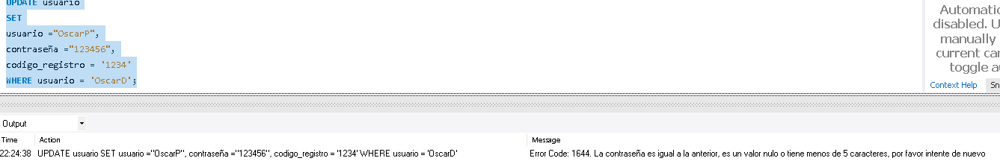 UPDATE usuario
SET
usuario ="OscarP",
contraseña ="123456",
codigo_registro = '1234'
WHERE usuario = 'OscarD';
Automatic
disabled. U
manually
current car
toggle au
Context Help Sn
Output
Time Action Message
22:24:38 UPDATE usuario SET usuario ="OscarP", contraseña ="123456", codigo_registro = '1234' WHERE usuario = 'OscarD' Error Code: 1644. La contraseña es igual a la anterior, es un valor nulo o tiene menos de 5 caracteres, por favor intente de nuevo